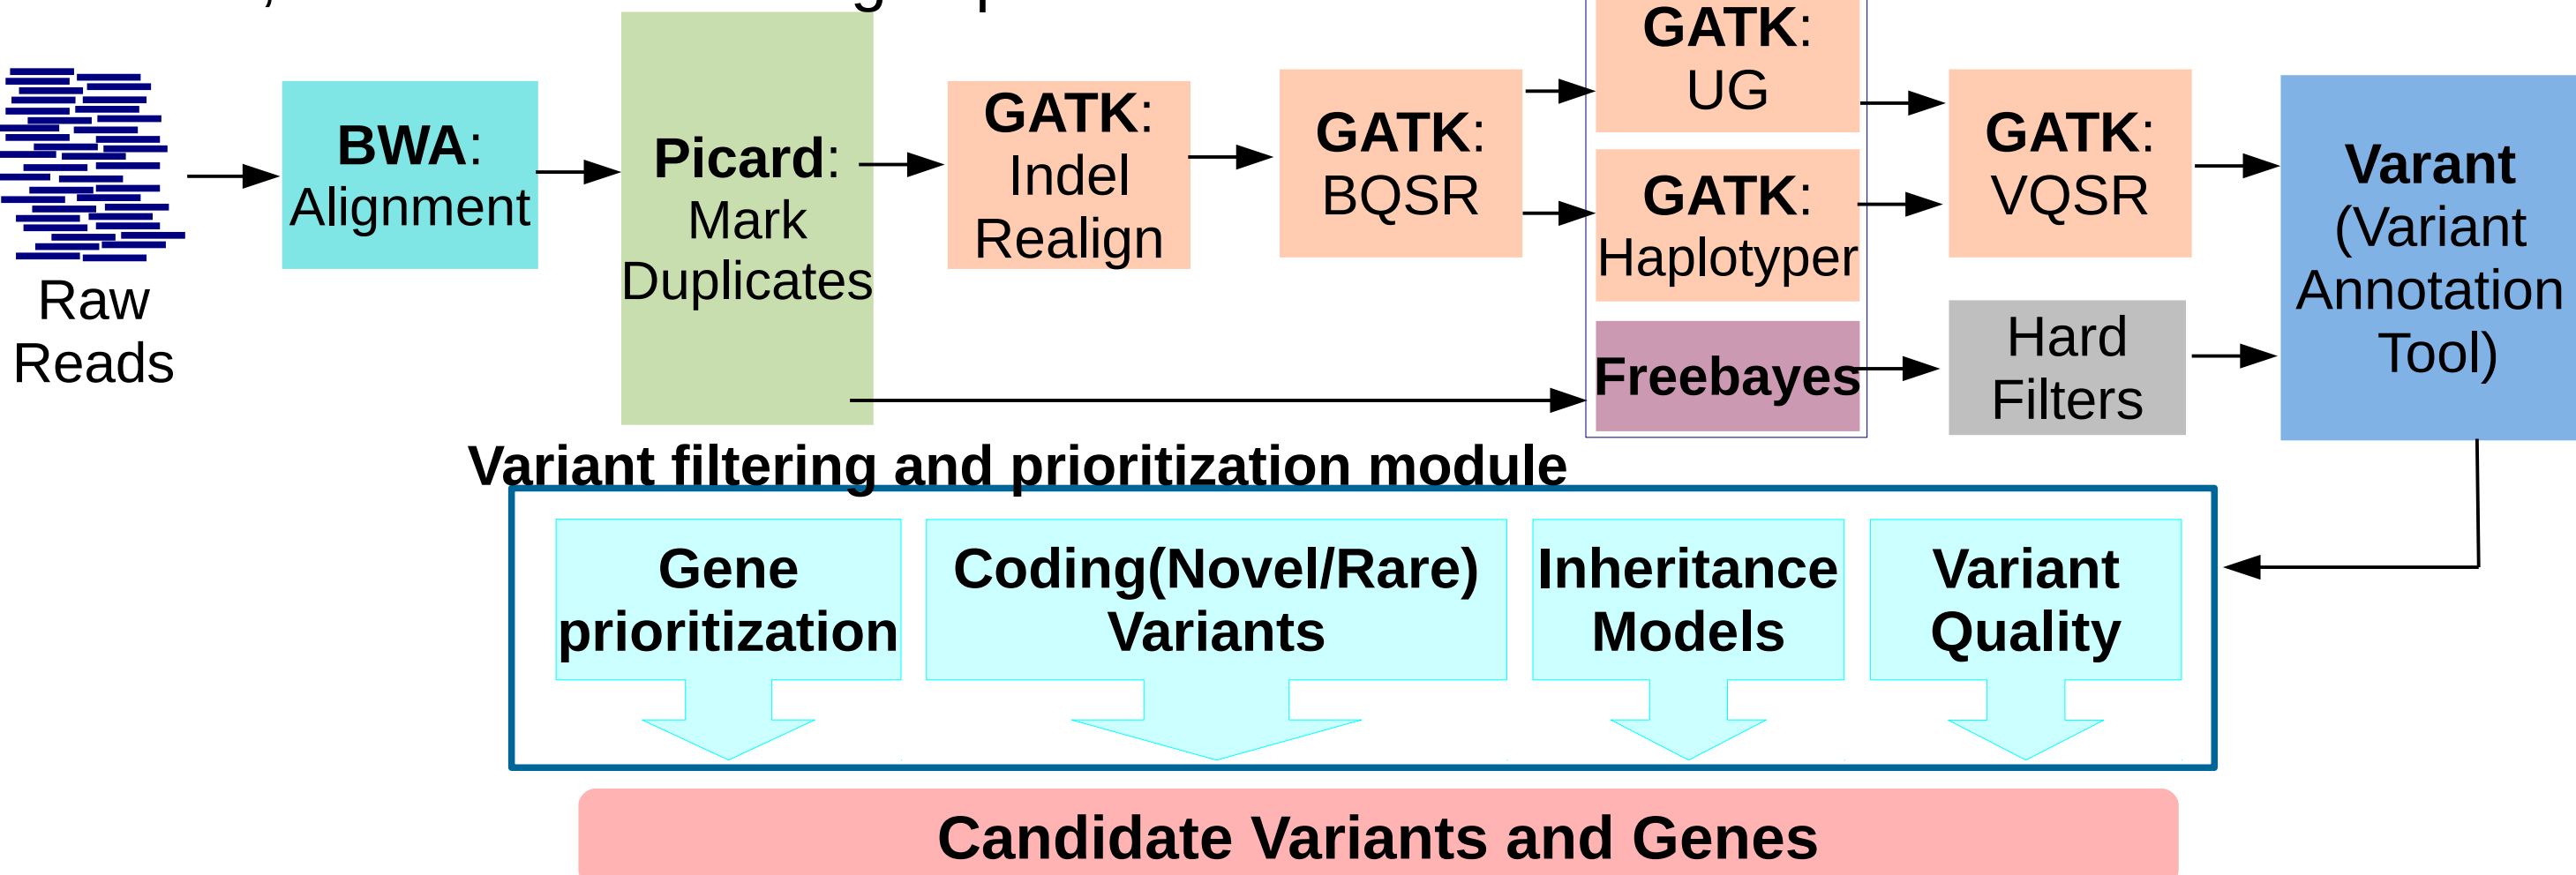 Raw
Reads
BWA:
Alignment
Picard:
Mark
Duplicates
GATK:
Indel
Realign
GATK:
BQSR
GATK:
UG
GATK:
Haplotyper
Freebayes
GATK:
VQSR
Hard
Filters
Varant
(Variant
Annotation
Tool)
Variant filtering and prioritization module
Gene
prioritization
Coding(Novel/Rare)
Variants
Inheritance
Models
Variant
Quality
Candidate Variants and Genes